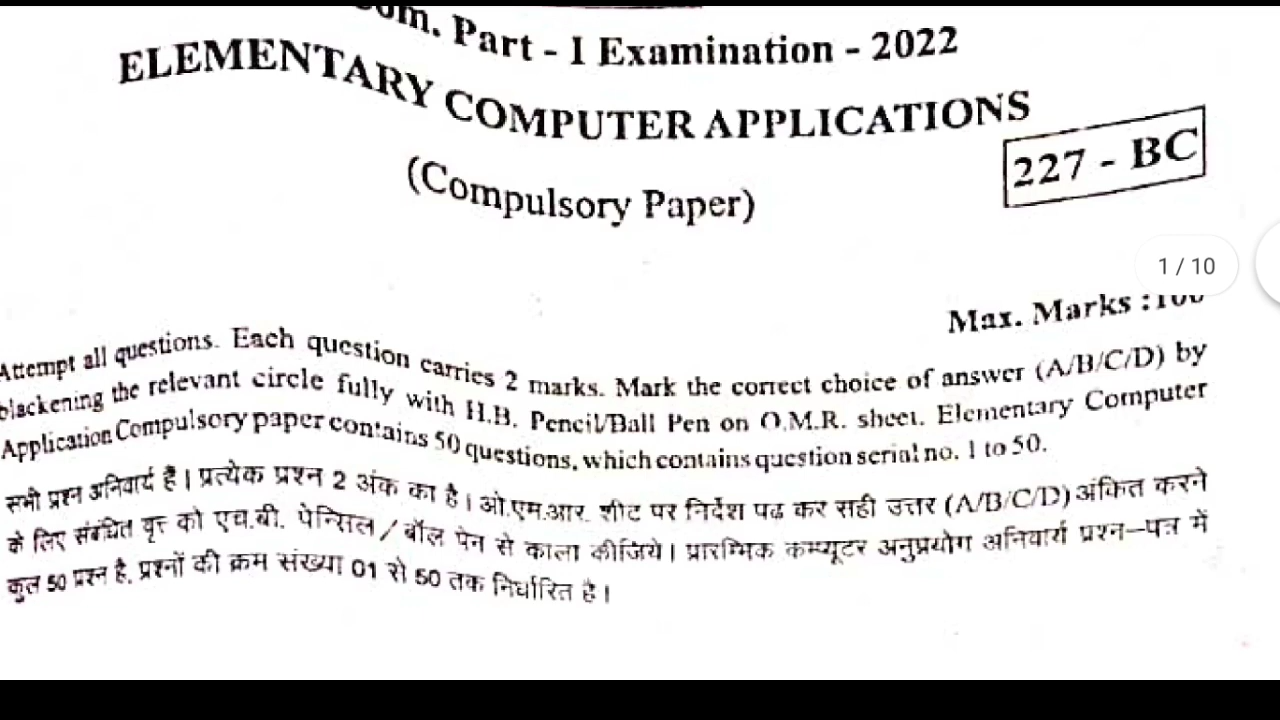 Part - I Examination - 2022
ELEMENTARY COMPUTER APPLICATIONS
(Compulsory Paper)
227 - BC
1 / 10
Max. Marks : 100
Attempt all questions. Each question carries 2 marks. Mark the correct choice of answer (A/B/C/D) by
blackening the relevant circle fully with H.B. Pencil/Ball Pen on O.M.R. sheet. Elementary Computer
Application Compulsory paper contains 50 questions, which contains question serial no. 1 to 50.
सभी प्रश्न अनिवार्य हैं। प्रत्येक प्रश्न 2 अंक का है। ओ.एम.आर. शीट पर निर्देश पढ कर सही उत्तर (A/B/C/D) अंकित करने
के लिए संबंधित वृत्त को एच.बी. पेन्सिल / बॉल पेन से काला कीजिये। प्रारम्भिक कम्प्यूटर अनुप्रयोग अनिवार्य प्रश्न–पत्र में
कुल 50 प्रश्न है, प्रश्नों की क्रम संख्या 01 से 50 तक निर्धारित है।